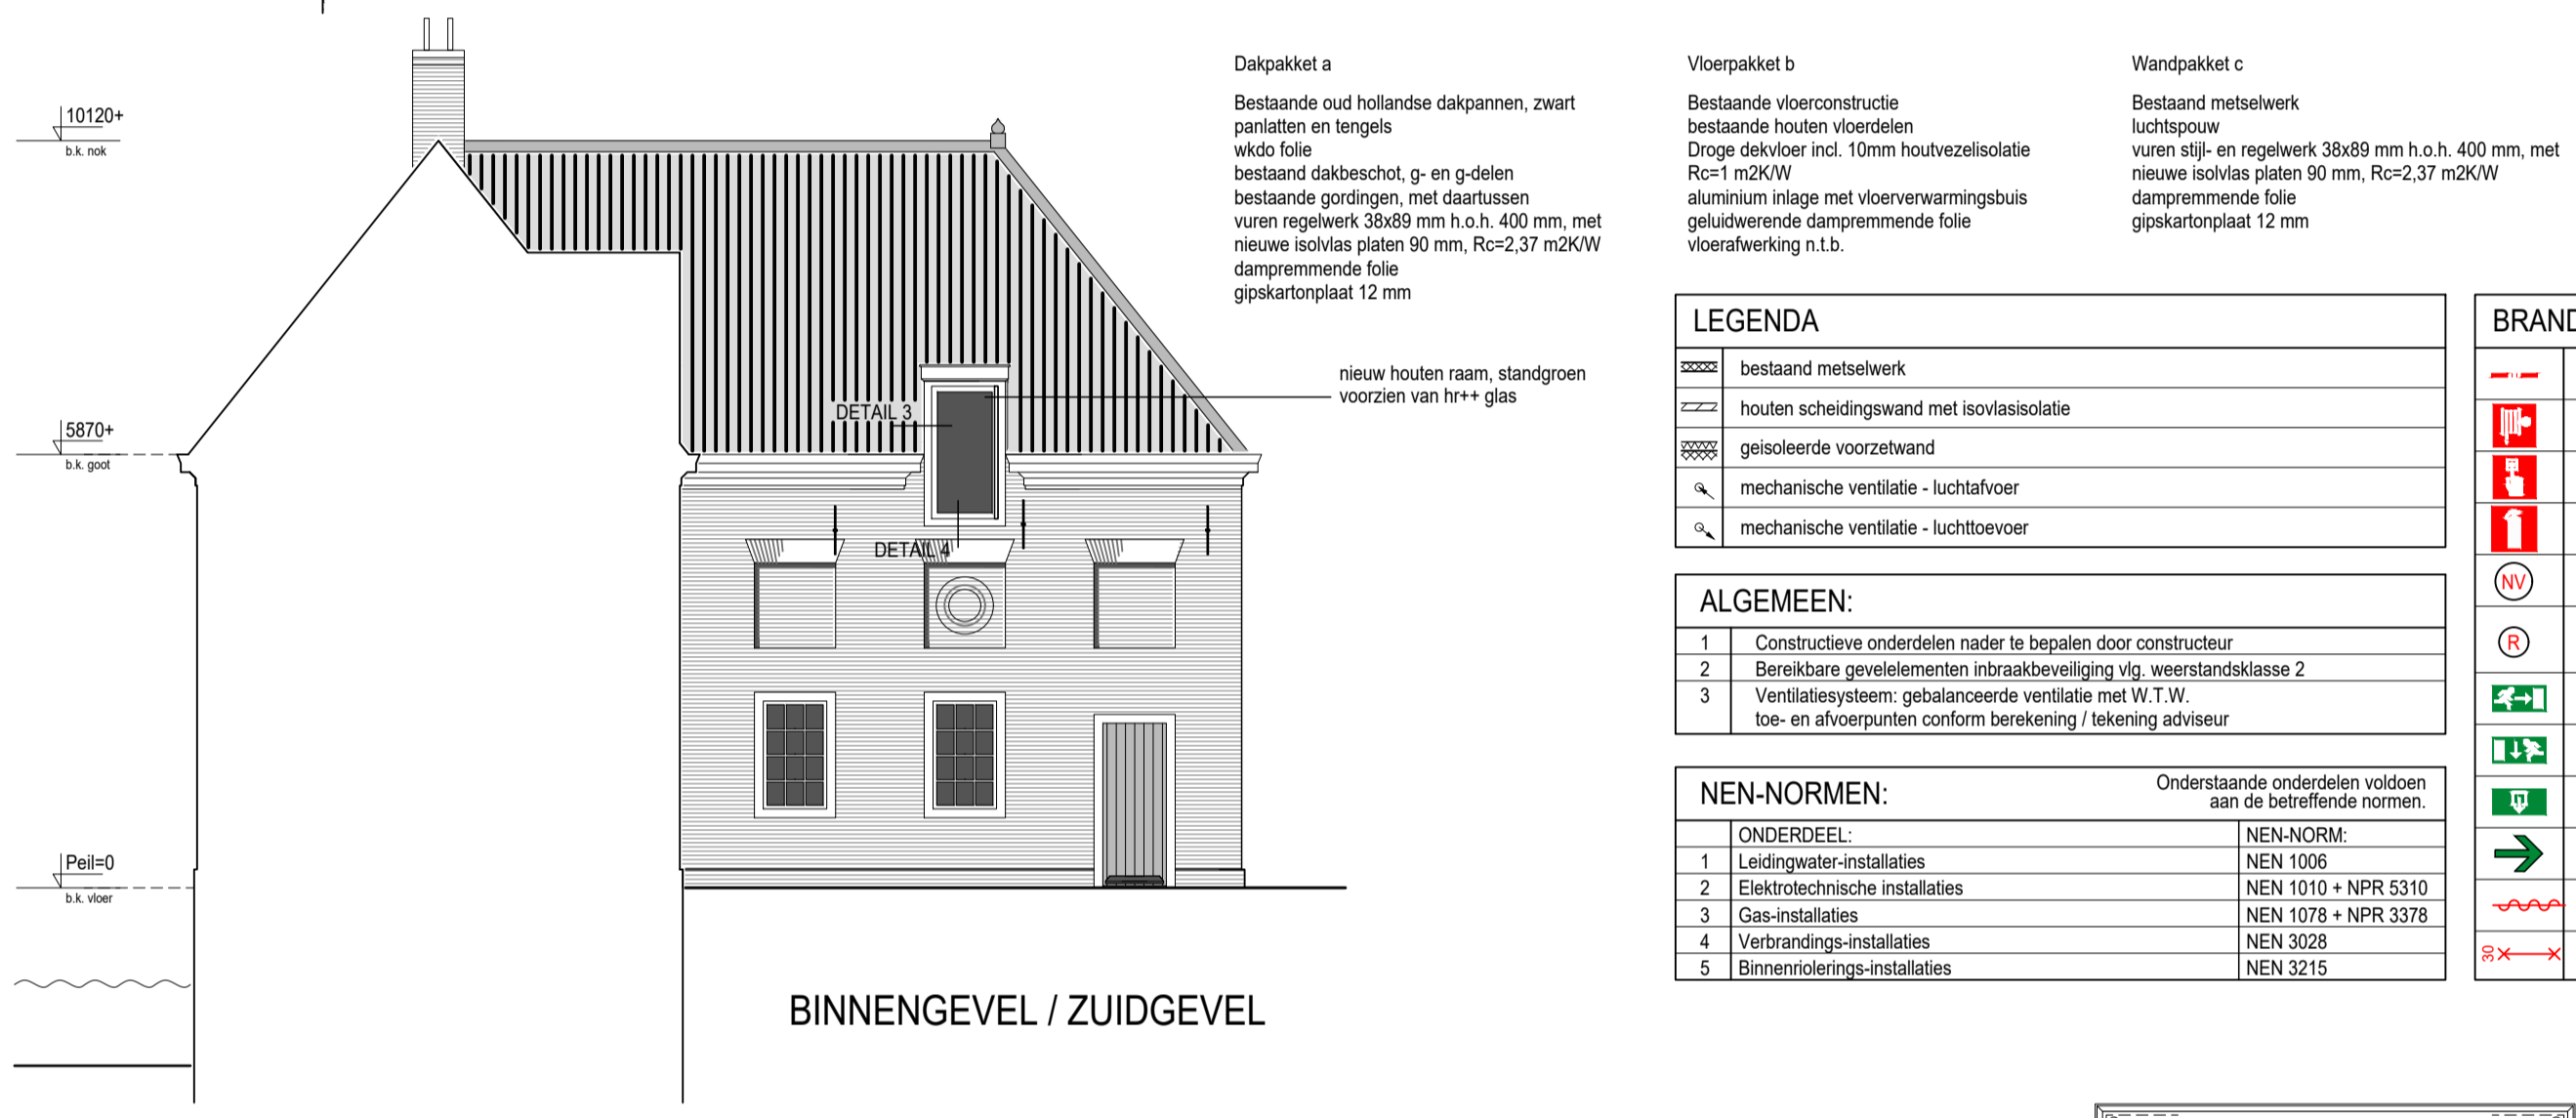 10120+
b.k. nok
5870+
b.k. goot
Peil=0
b.k. vloer
DETAIL 3
DETAIL 4
nieuw houten raam, standgroen
voorzien van hr++ glas
BINNENGEVEL / ZUIDGEVEL
Dakpakket a
Bestaande oud hollandse dakpannen, zwart
panlatten en tengels
wkdo folie
bestaand dakbeschot, g- en g-delen
bestaande gordingen, met daartussen
vuren regelwerk 38x89 mm h.o.h. 400 mm, met
nieuwe isolvlas platen 90 mm, Rc=2,37 m2K/W
dampremmende folie
gipskartonplaat 12 mm
Vloerpakket b
Bestaande vloerconstructie
bestaande houten vloerdelen
Droge dekvloer incl. 10mm houtvezelisolatie
Rc=1 m2K/W
aluminium inlage met vloerverwarmingsbuis
geluidwerende dampremmende folie
vloerafwerking n.t.b.
Wandpakket c
Bestaand metselwerk
luchtspouw
vuren stijl- en regelwerk 38x89 mm h.o.h. 400 mm, met
nieuwe isolvlas platen 90 mm, Rc=2,37 m2K/W
dampremmende folie
gipskartonplaat 12 mm
LEGENDA
bestaand metselwerk
houten scheidingswand met isovlasisolatie
geisoleerde voorzetwand
mechanische ventilatie - luchtafvoer
mechanische ventilatie - luchttoevoer
ALGEMEEN:
1 Constructieve onderdelen nader te bepalen door constructeur
2 Bereikbare gevelelementen inbraakbeveiliging vlg. weerstandsklasse 2
3 Ventilatiesysteem: gebalanceerde ventilatie met W.T.W.
toe- en afvoerpunten conform berekening / tekening adviseur
NEN-NORMEN: Onderstaande onderdelen voldoen
aan de betreffende normen.
ONDERDEEL: NEN-NORM:
1 Leidingwater-installaties NEN 1006
2 Elektrotechnische installaties NEN 1010 + NPR 5310
3 Gas-installaties NEN 1078 + NPR 3378
4 Verbrandings-installaties NEN 3028
5 Binnenriolerings-installaties NEN 3215
BRAND
NV
R
30